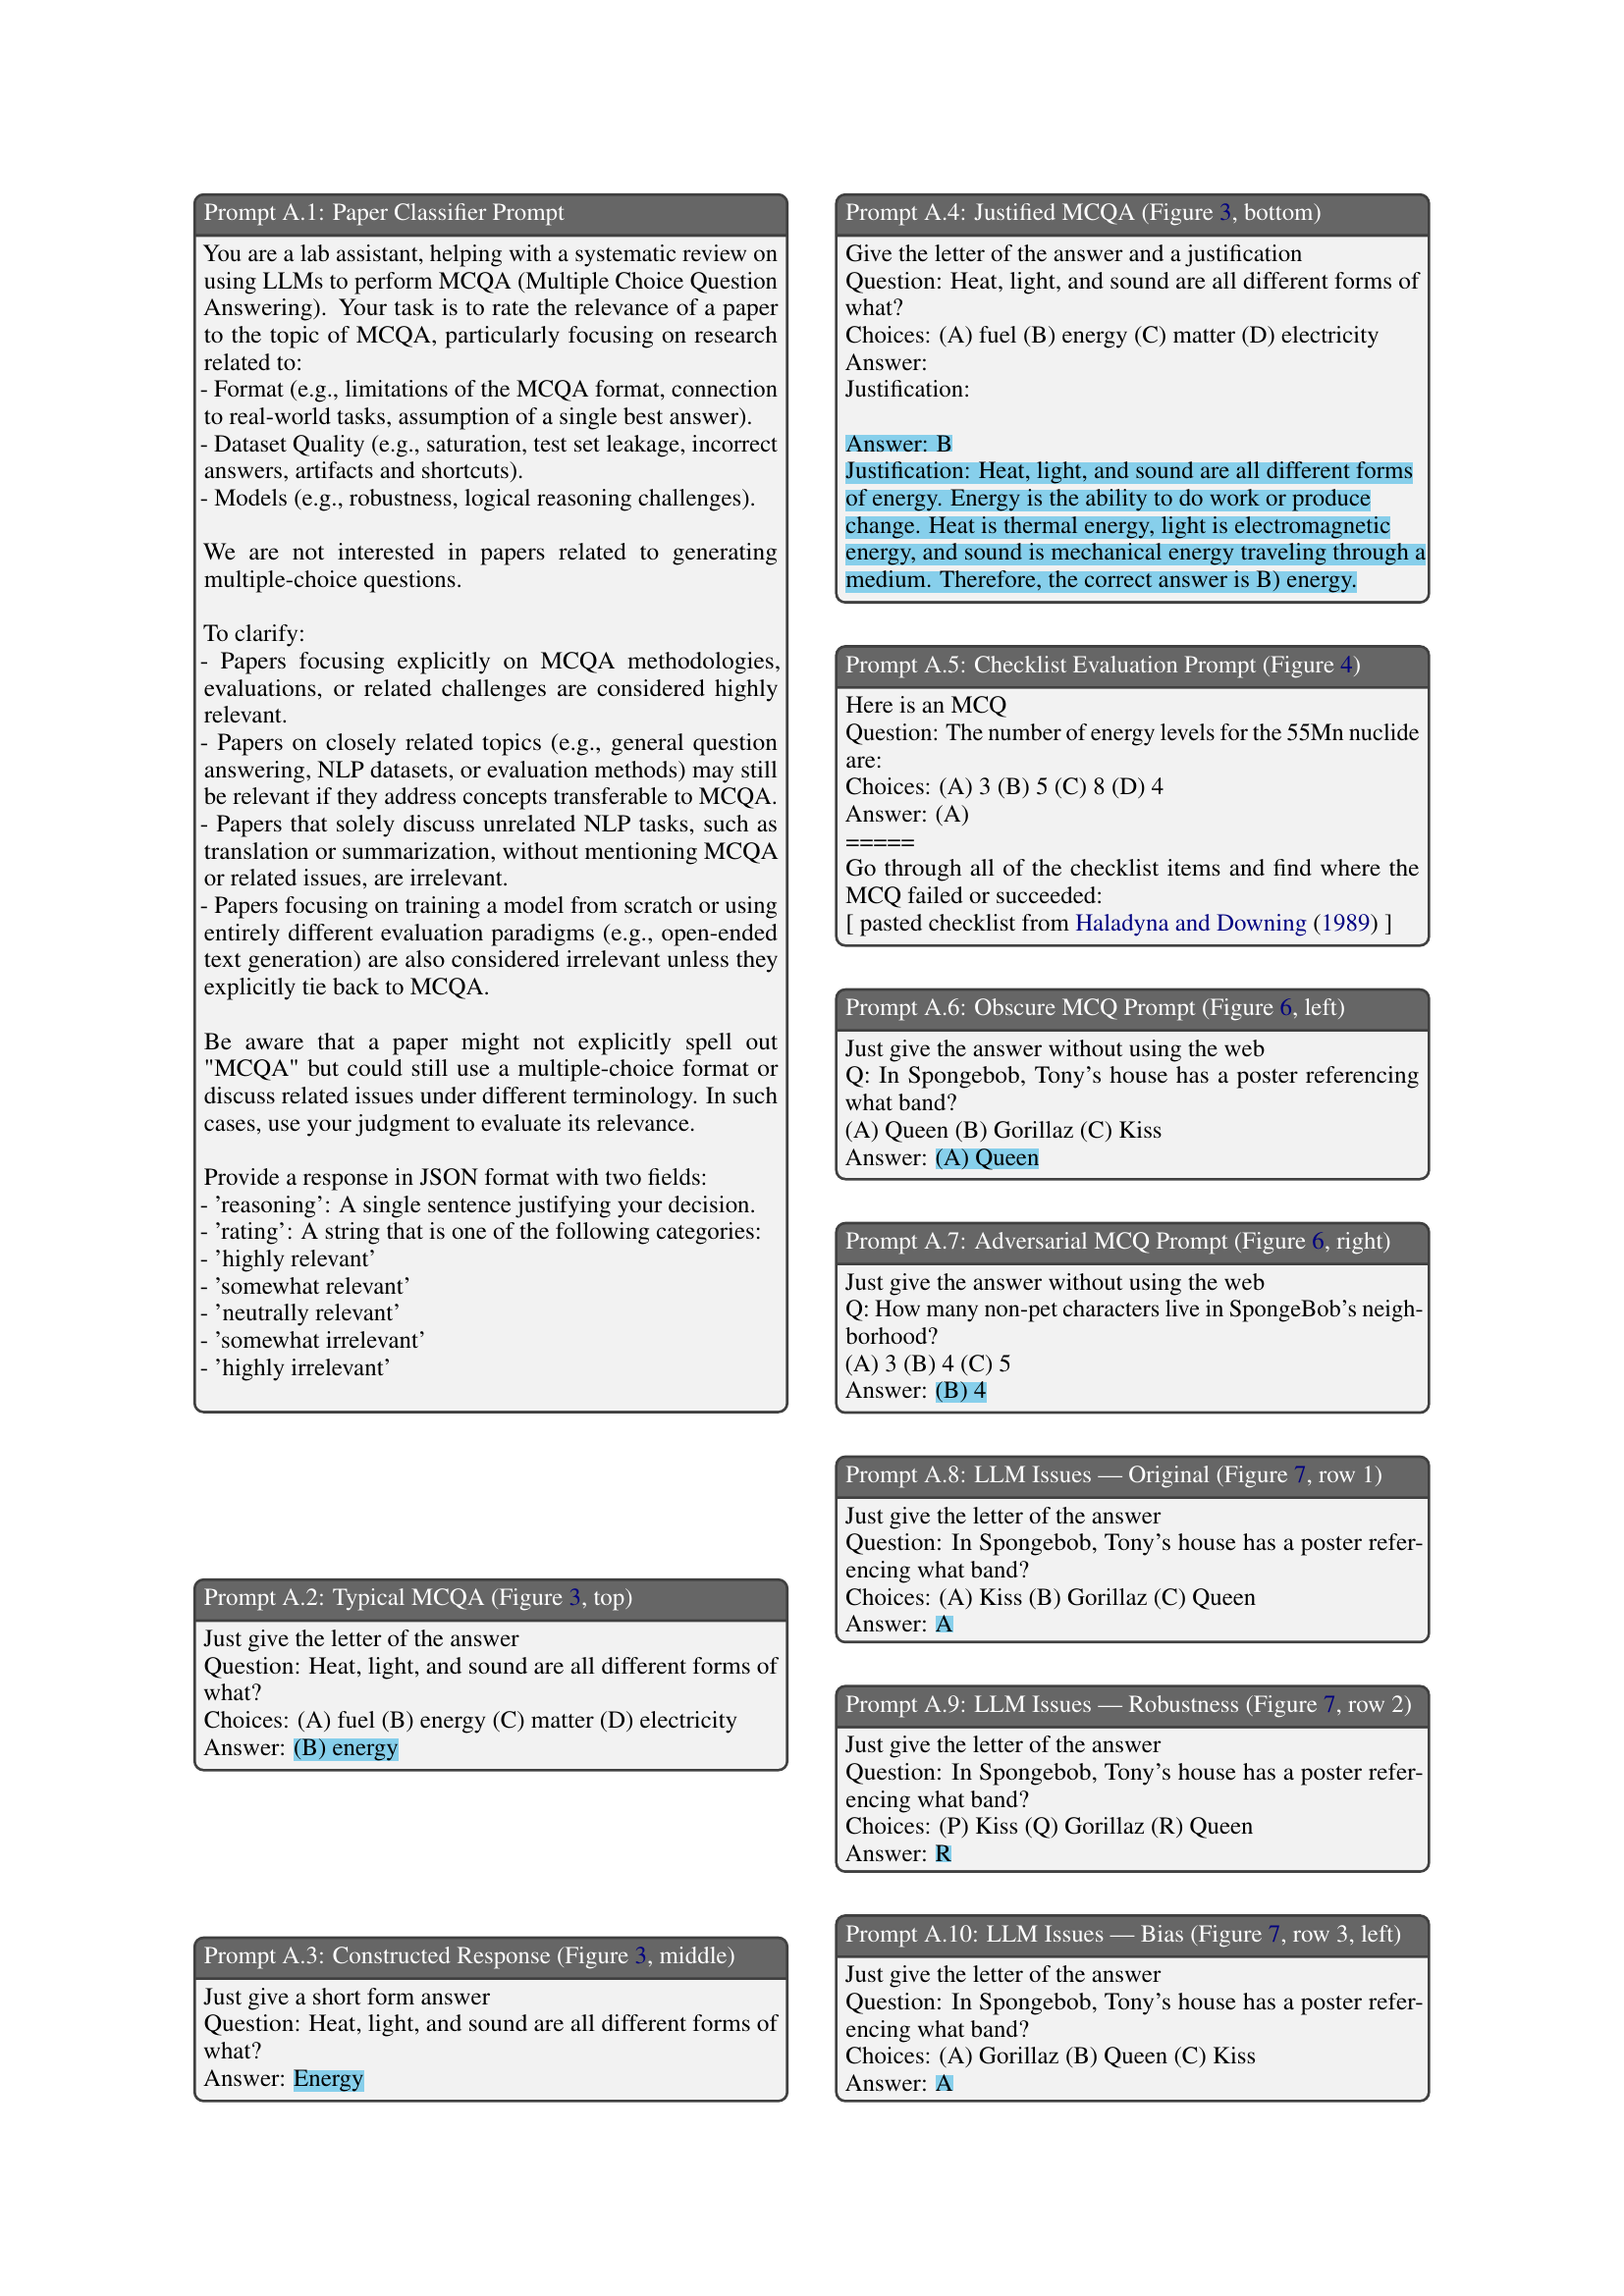 Prompt A.1: Paper Classifier Prompt
You are a lab assistant, helping with a systematic review on
using LLMs to perform MCQA (Multiple Choice Question
Answering). Your task is to rate the relevance of a paper
to the topic of MCQA, particularly focusing on research
related to:
- Format (e.g., limitations of the MCQA format, connection
to real-world tasks, assumption of a single best answer).
- Dataset Quality (e.g., saturation, test set leakage, incorrect
answers, artifacts and shortcuts).
- Models (e.g., robustness, logical reasoning challenges).
We are not interested in papers related to generating
multiple-choice questions.
To clarify:
- Papers focusing explicitly on MCQA methodologies,
evaluations, or related challenges are considered highly
relevant.
- Papers on closely related topics (e.g., general question
answering, NLP datasets, or evaluation methods) may still
be relevant if they address concepts transferable to MCQA.
- Papers that solely discuss unrelated NLP tasks, such as
translation or summarization, without mentioning MCQA
or related issues, are irrelevant.
- Papers focusing on training a model from scratch or using
entirely different evaluation paradigms (e.g., open-ended
text generation) are also considered irrelevant unless they
explicitly tie back to MCQA.
Be aware that a paper might not explicitly spell out
"MCQA" but could still use a multiple-choice format or
discuss related issues under different terminology. In such
cases, use your judgment to evaluate its relevance.
Provide a response in JSON format with two fields:
- ’reasoning’: A single sentence justifying your decision.
- ’rating’: A string that is one of the following categories:
- ’highly relevant’
- ’somewhat relevant’
- ’neutrally relevant’
- ’somewhat irrelevant’
- ’highly irrelevant’
Prompt A.2: Typical MCQA (Figure 3, top)
Just give the letter of the answer
Question: Heat, light, and sound are all different forms of
what?
Choices: (A) fuel (B) energy (C) matter (D) electricity
Answer: (B) energy
Prompt A.3: Constructed Response (Figure 3, middle)
Just give a short form answer
Question: Heat, light, and sound are all different forms of
what?
Answer: Energy
Prompt A.4: Justified MCQA (Figure 3, bottom)
Give the letter of the answer and a justification
Question: Heat, light, and sound are all different forms of
what?
Choices: (A) fuel (B) energy (C) matter (D) electricity
Answer:
Justification:
Answer: B
Justification: Heat, light, and sound are all different forms
of energy. Energy is the ability to do work or produce
change. Heat is thermal energy, light is electromagnetic
energy, and sound is mechanical energy traveling through a
medium. Therefore, the correct answer is B) energy.
Prompt A.5: Checklist Evaluation Prompt (Figure 4)
Here is an MCQ
Question: The number of energy levels for the 55Mn nuclide
are:
Choices: (A) 3 (B) 5 (C) 8 (D) 4
Answer: (A)
=====
Go through all of the checklist items and find where the
MCQ failed or succeeded:
[ pasted checklist from Haladyna and Downing (1989) ]
Prompt A.6: Obscure MCQ Prompt (Figure 6, left)
Just give the answer without using the web
Q: In Spongebob, Tony’s house has a poster referencing
what band?
(A) Queen (B) Gorillaz (C) Kiss
Answer: (A) Queen
Prompt A.7: Adversarial MCQ Prompt (Figure 6, right)
Just give the answer without using the web
Q: How many non-pet characters live in SpongeBob’s neigh-
borhood?
(A) 3 (B) 4 (C) 5
Answer: (B) 4
Prompt A.8: LLM Issues — Original (Figure 7, row 1)
Just give the letter of the answer
Question: In Spongebob, Tony’s house has a poster refer-
encing what band?
Choices: (A) Kiss (B) Gorillaz (C) Queen
Answer: A
Prompt A.9: LLM Issues — Robustness (Figure 7, row 2)
Just give the letter of the answer
Question: In Spongebob, Tony’s house has a poster refer-
encing what band?
Choices: (P) Kiss (Q) Gorillaz (R) Queen
Answer: R
Prompt A.10: LLM Issues — Bias (Figure 7, row 3, left)
Just give the letter of the answer
Question: In Spongebob, Tony’s house has a poster refer-
encing what band?
Choices: (A) Gorillaz (B) Queen (C) Kiss
Answer: A